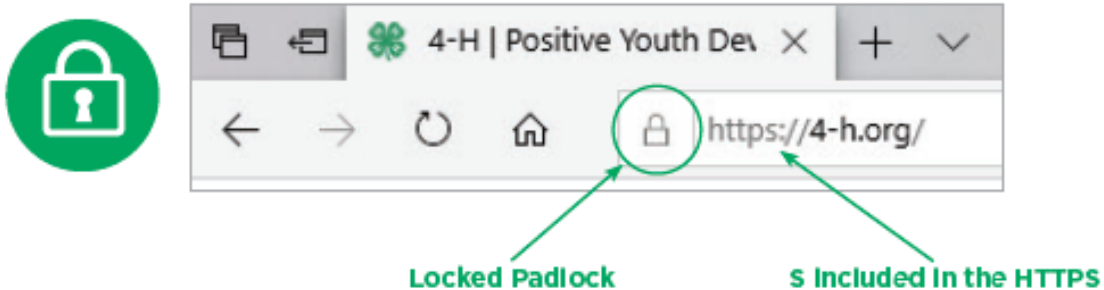 4-H | Positive Youth Dev
https://4-h.org/
Locked Padlock
S Included in the HTTPS